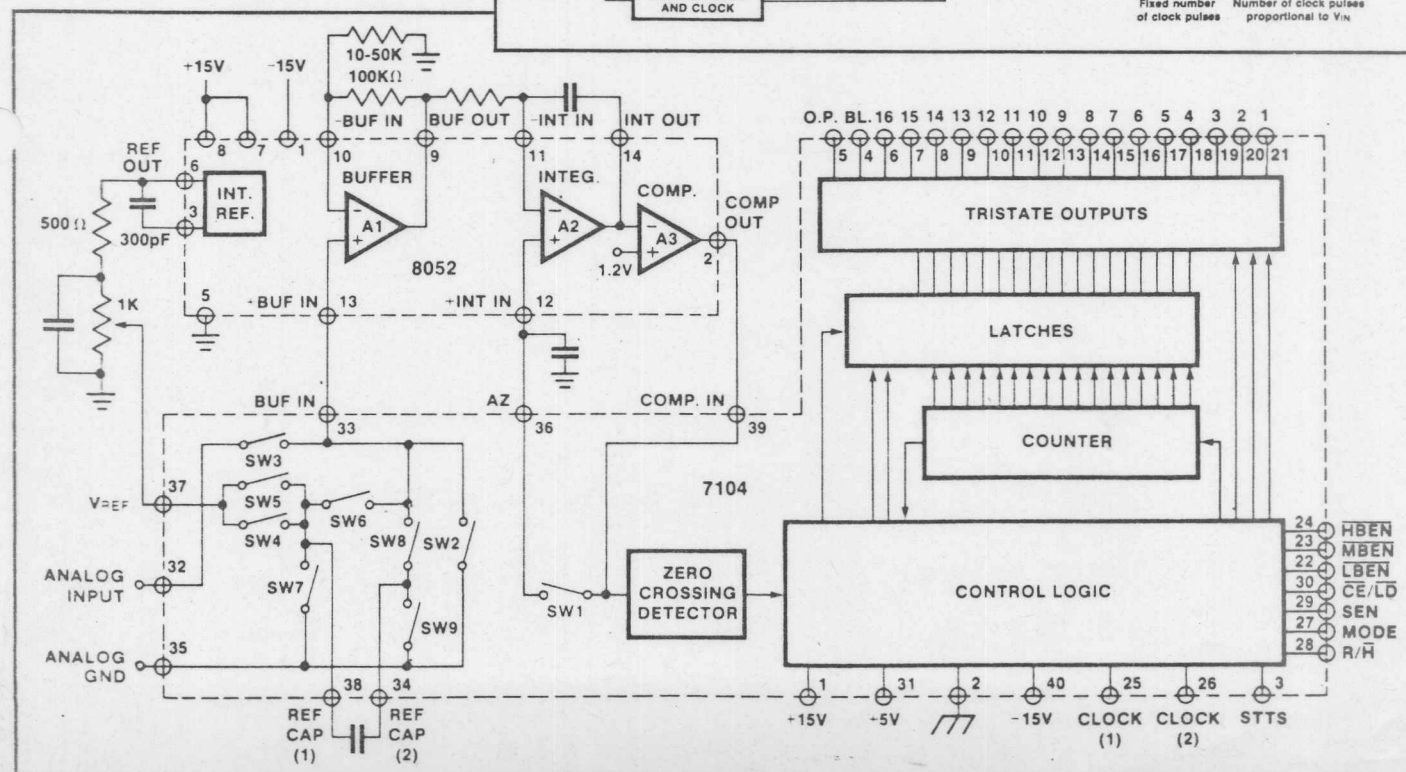 AND CLOCK
Fixed number of clock pulses
Number of clock pulses proportional to VIN
10-50K
100KΩ
+15V
-15V
-BUF IN
BUF OUT
-INT IN
INT OUT
8
7
1
10
9
11
14
REF OUT
6
3
INT. REF.
300pF
500Ω
1K
5
BUFFER
A1
-
+
8052
INTEG.
A2
-
+
COMP.
A3
-
+
1.2V
COMP OUT
2
+BUF IN
13
+INT IN
12
BUF IN
33
AZ
36
COMP. IN
39
7104
VREF
37
SW3
SW5
SW4
SW6
SW7
SW8
SW2
SW9
SW1
ANALOG INPUT
32
ANALOG GND
35
38
34
REF CAP (1)
REF CAP (2)
ZERO CROSSING DETECTOR
O.P. BL. 16 15 14 13 12 11 10 9 8 7 6 5 4 3 2 1
5 4 6 7 8 9 10 11 12 13 14 15 16 17 18 19 20 21
TRISTATE OUTPUTS
LATCHES
COUNTER
CONTROL LOGIC
24 H̅B̅E̅N̅
23 M̅B̅E̅N̅
22 L̅B̅E̅N̅
30 C̅E̅/L̅D̅
29 SEN
27 MODE
28 R/H̅
1 31 2 40 25 26 3
+15V -5V -15V CLOCK (1) CLOCK (2) STTS